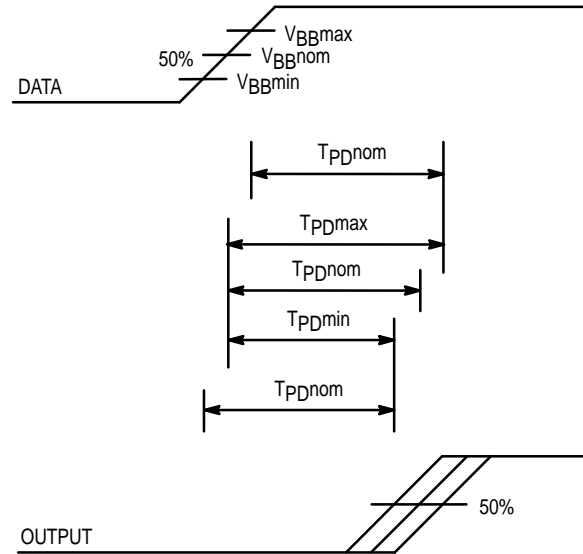 VBBmax
50% VBBnom
VBBmin
DATA
TPDnom
TPDmax
TPDnom
TPDmin
TPDnom
50%
OUTPUT